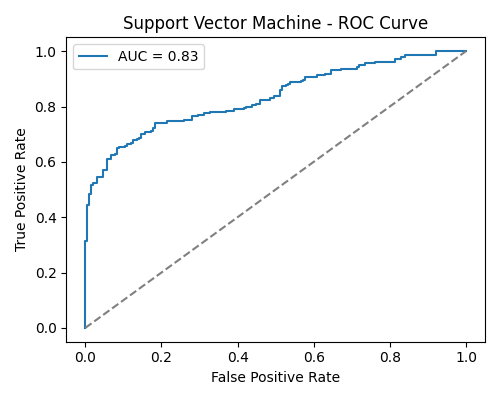 Support Vector Machine - ROC Curve
AUC = 0.83
True Positive Rate
1.0
0.8
0.6
0.4
0.2
0.0
0.0 0.2 0.4 0.6 0.8 1.0
False Positive Rate